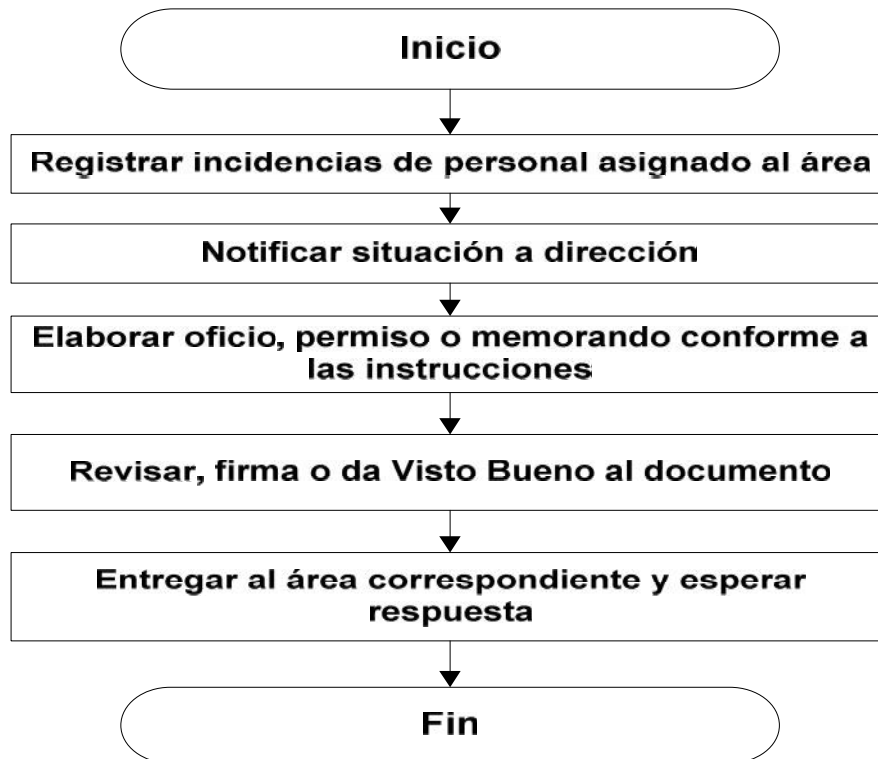 Inicio
Registrar incidencias de personal asignado al área
Notificar situación a dirección
Elaborar oficio, permiso o memorando conforme a
las instrucciones
Revisar, firma o da Visto Bueno al documento
Entregar al área correspondiente y esperar
respuesta
Fin